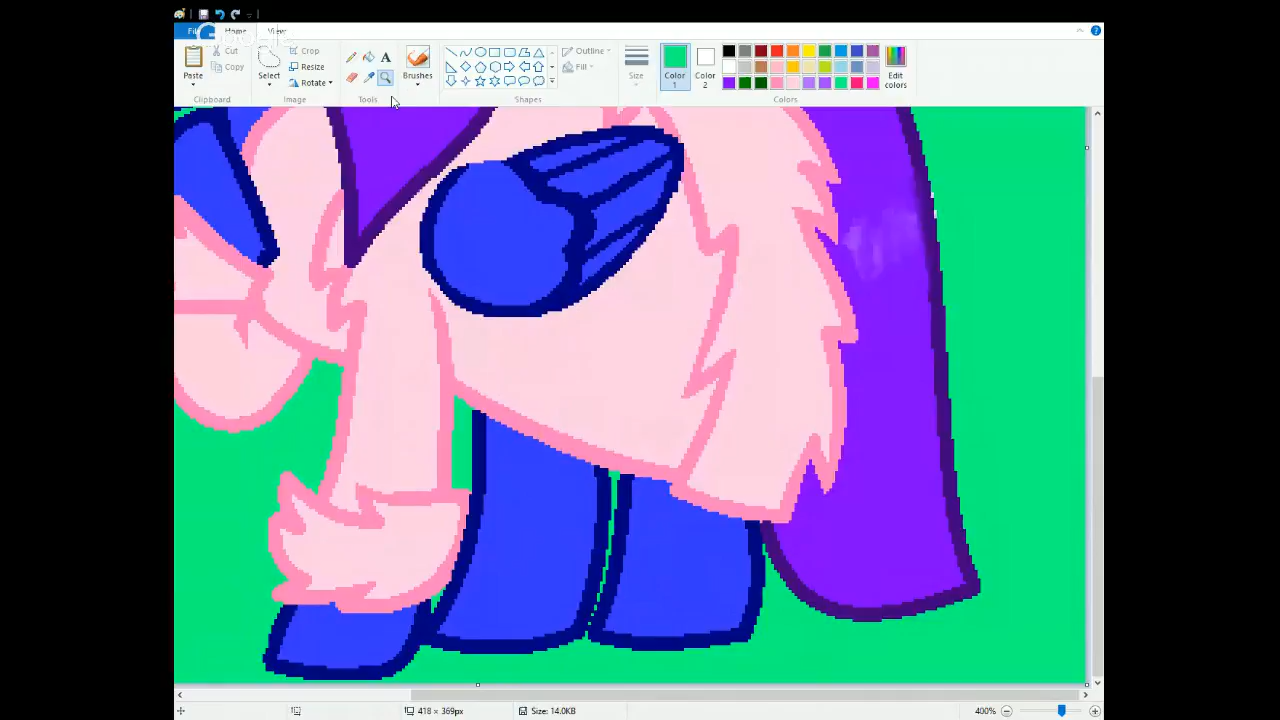 File Home View
Paste
Cut
Copy
Clipboard
Select
Crop
Resize
Rotate
Image
Tools
Brushes
Shapes
Outline
Fill
Size
Color
1
Color
2
Edit
colors
Colors
418 × 369px
Size: 14.0KB
400%